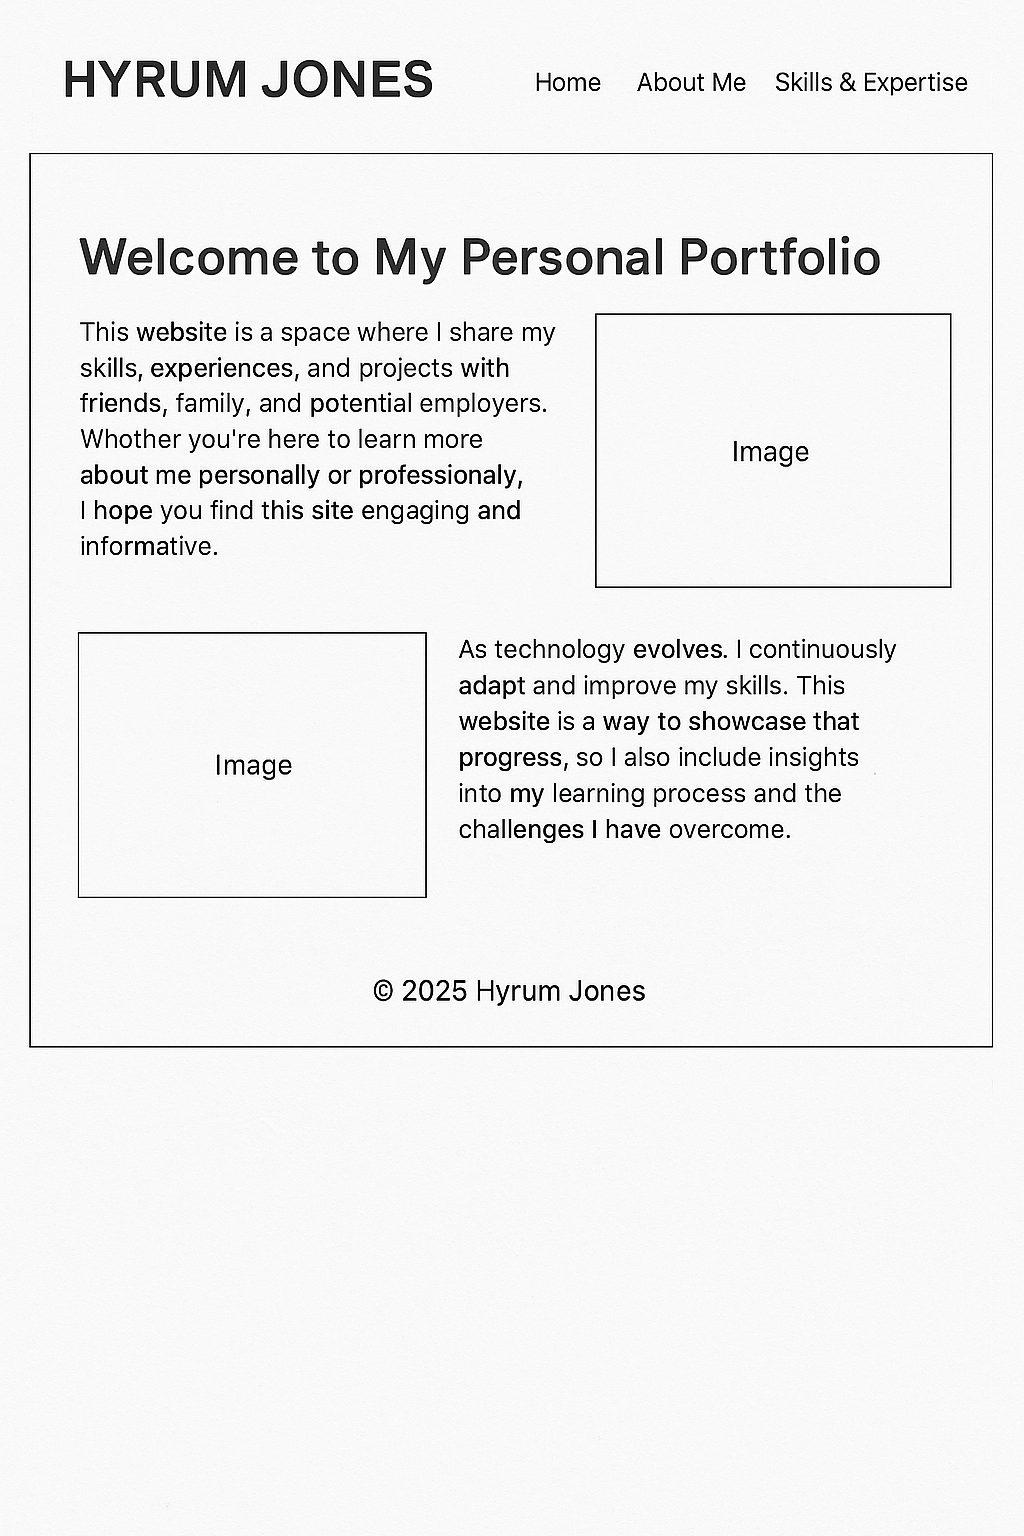 HYRUM JONES
Home About Me Skills & Expertise
Welcome to My Personal Portfolio
This website is a space where I share my
skills, experiences, and projects with
friends, family, and potential employers.
Whother you're here to learn more
about me personally or professionaly,
I hope you find this site engaging and
informative.
Image
Image
As technology evolves. I continuously
adapt and improve my skills. This
website is a way to showcase that
progress, so I also include insights
into my learning process and the
challenges I have overcome.
© 2025 Hyrum Jones